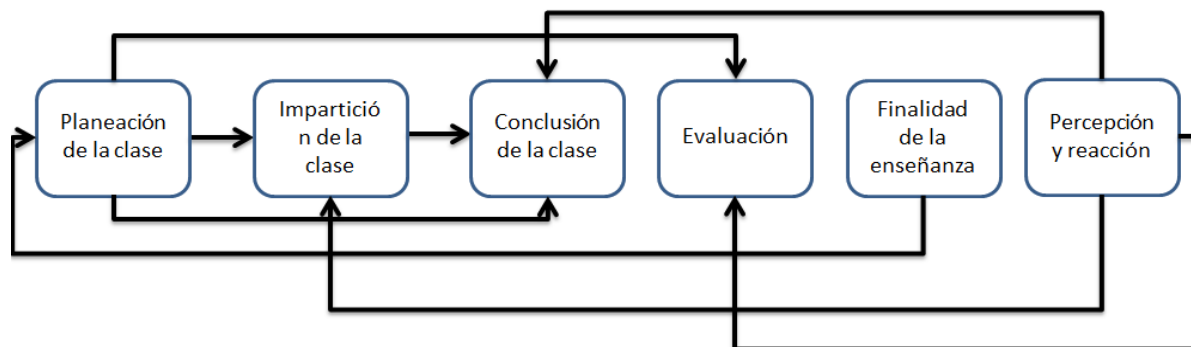 Planeación
de la clase
Impartició
n de la
clase
Conclusión
de la clase
Evaluación
Finalidad
de la
enseñanza
Percepción
y reacción